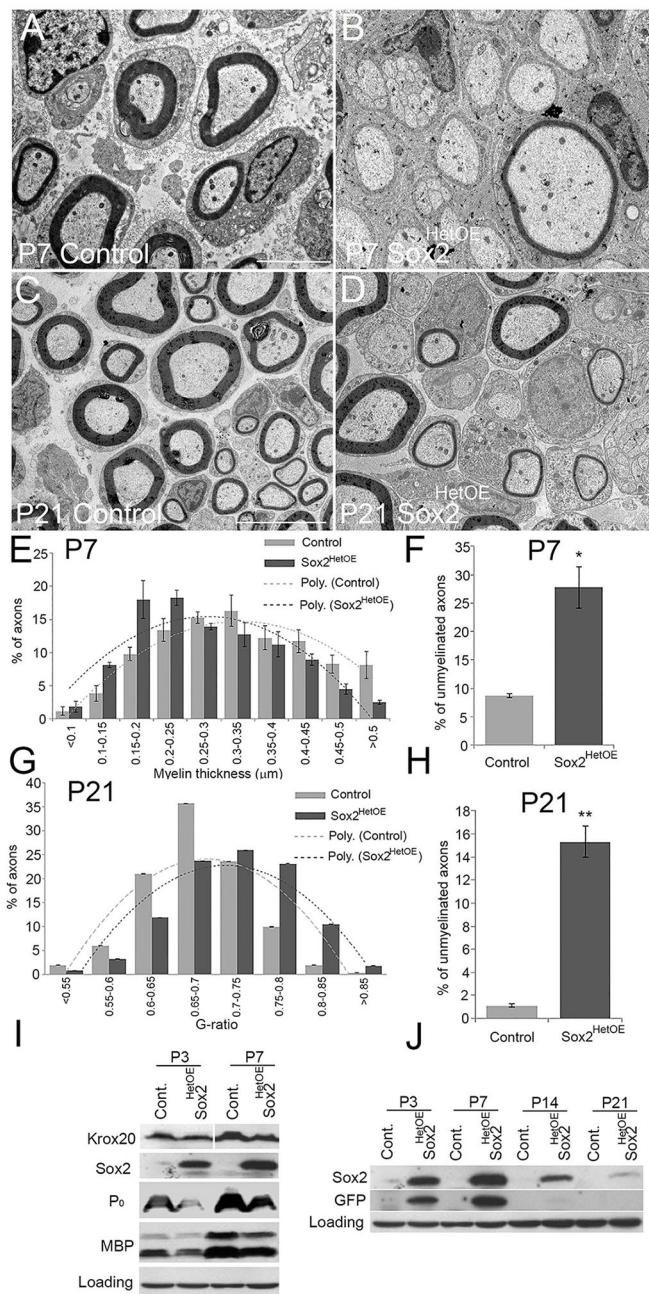 A
B
P7 Control
P7 Sox2HetOE
C
D
P21 Control
P21 Sox2HetOE
E
P7
Control
Sox2HetOE
Poly. (Control)
Poly. (Sox2HetOE)
25
20
15
10
5
0
% of axons
<0.1
0.1-0.15
0.15-0.2
0.2-0.25
0.25-0.3
0.3-0.35
0.35-0.4
0.4-0.45
0.45-0.5
>0.5
Myelin thickness (μm)
F
P7
*
35
30
25
20
15
10
5
0
% of unmyelinated axons
Control
Sox2HetOE
G
P21
Control
Sox2HetOE
Poly. (Control)
Poly. (Sox2HetOE)
40
35
30
25
20
15
10
5
0
% of axons
<0.55
0.55-0.6
0.6-0.65
0.65-0.7
0.7-0.75
0.75-0.8
0.8-0.85
>0.85
G-ratio
H
P21
**
18
16
14
12
10
8
6
4
2
0
% of unmyelinated axons
Control
Sox2HetOE
I
P3
P7
Cont.
Sox2HetOE
Cont.
Sox2HetOE
Krox20
Sox2
P0
MBP
Loading
J
P3
P7
P14
P21
Cont.
Sox2HetOE
Cont.
Sox2HetOE
Cont.
Sox2HetOE
Cont.
Sox2HetOE
Sox2
GFP
Loading